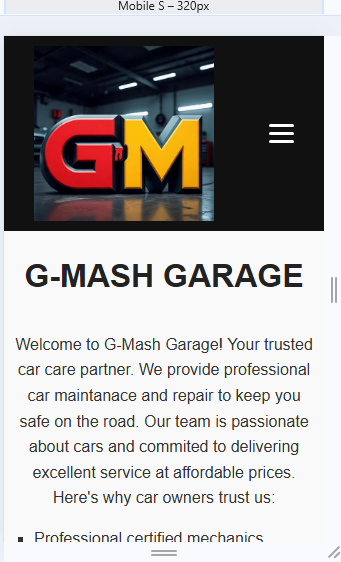 Mobile S – 320px
GM
G-MASH GARAGE
Welcome to G-Mash Garage! Your trusted
car care partner. We provide professional
car maintanace and repair to keep you
safe on the road. Our team is passionate
about cars and commited to delivering
excellent service at affordable prices.
Here's why car owners trust us:
Professional certified mechanics